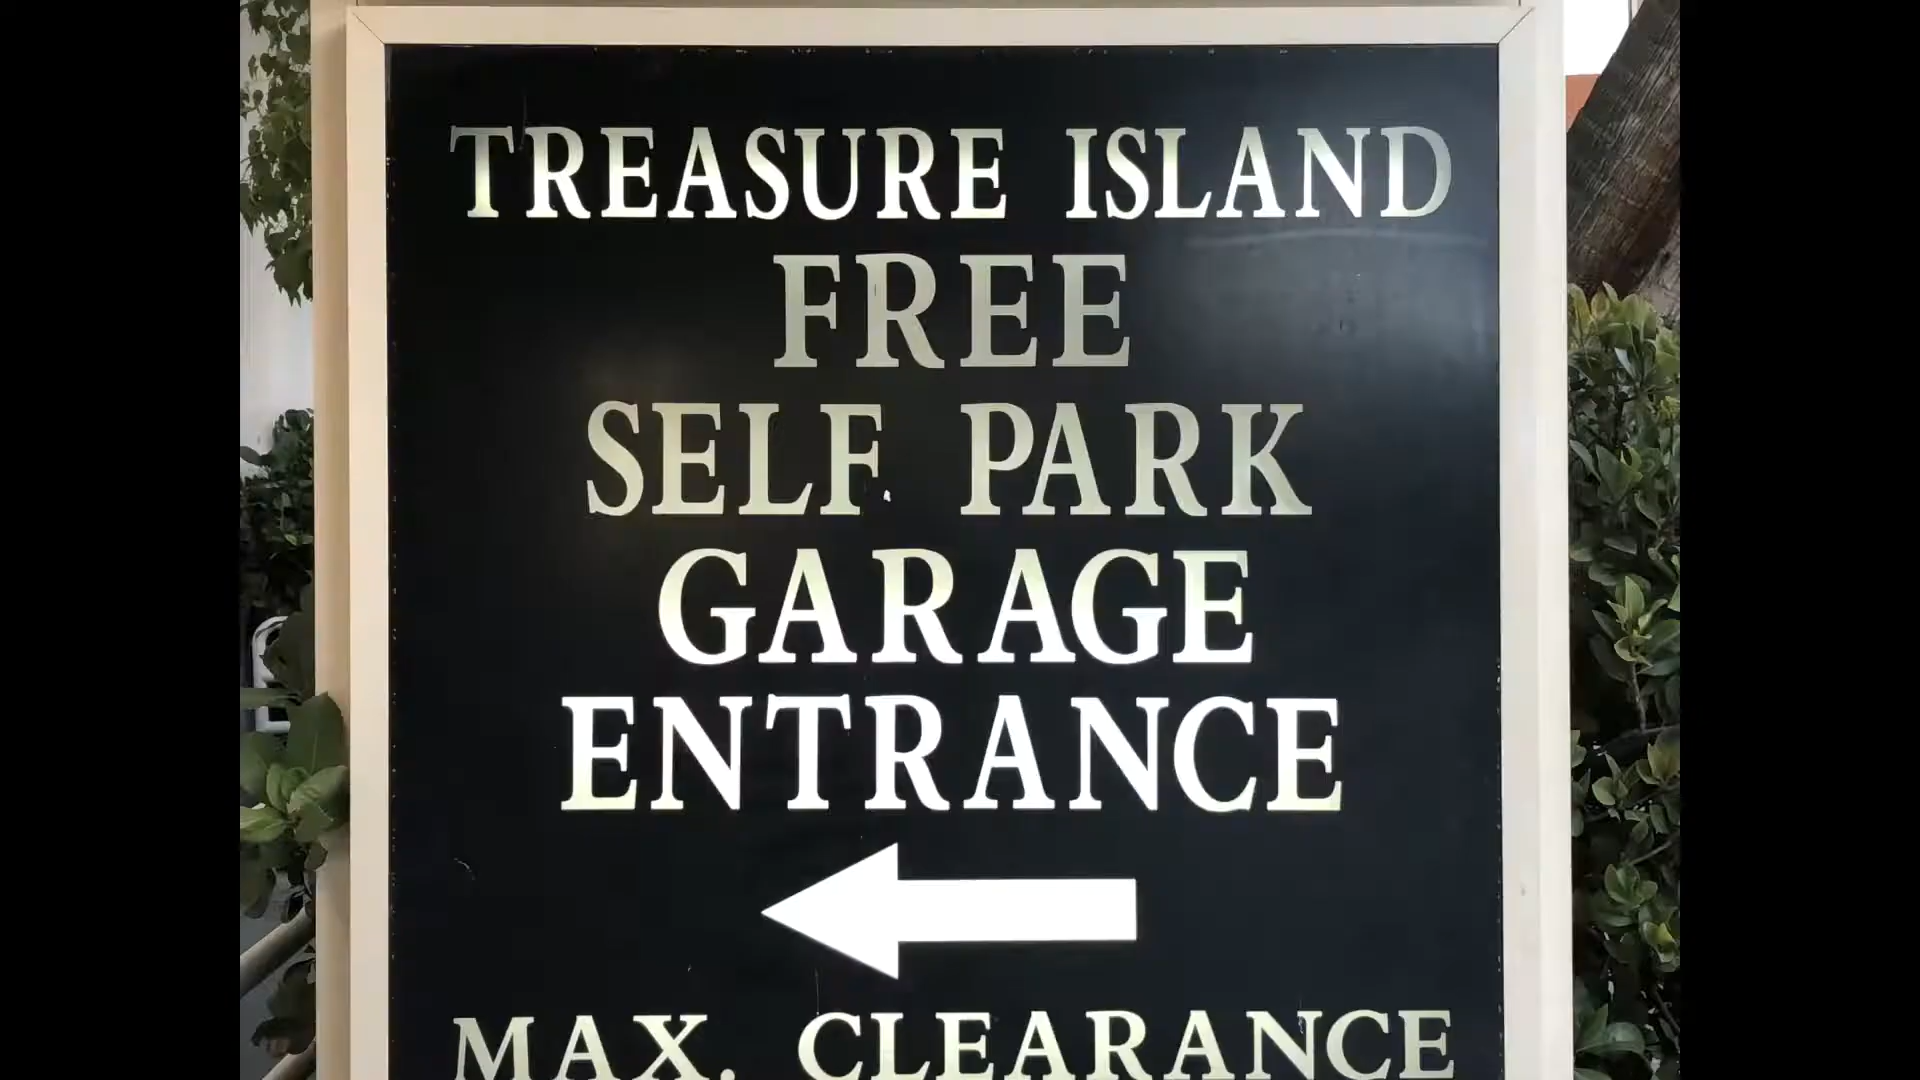 TREASURE ISLAND
FREE
SELF PARK
GARAGE
ENTRANCE
MAX. CLEARANCE